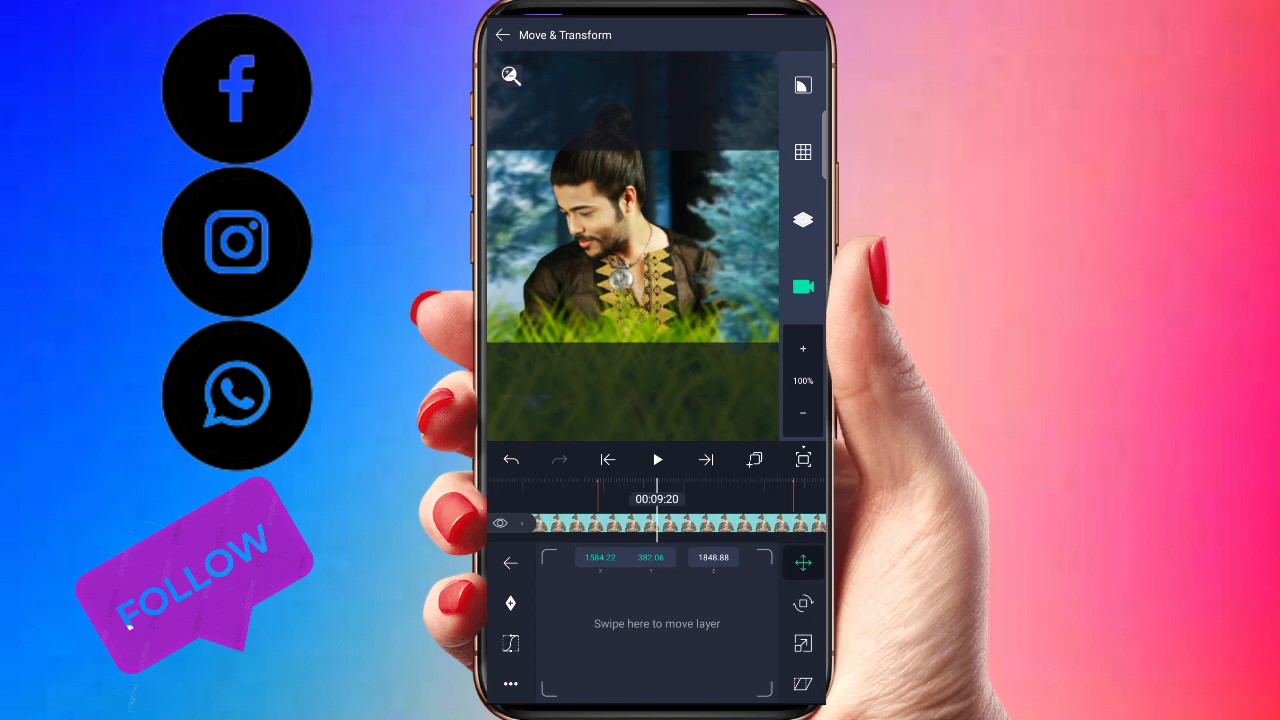 Move & Transform
100%
00:09:20
1584.22 382.06 1848.88
X Y Z
Swipe here to move layer
FOLLOW